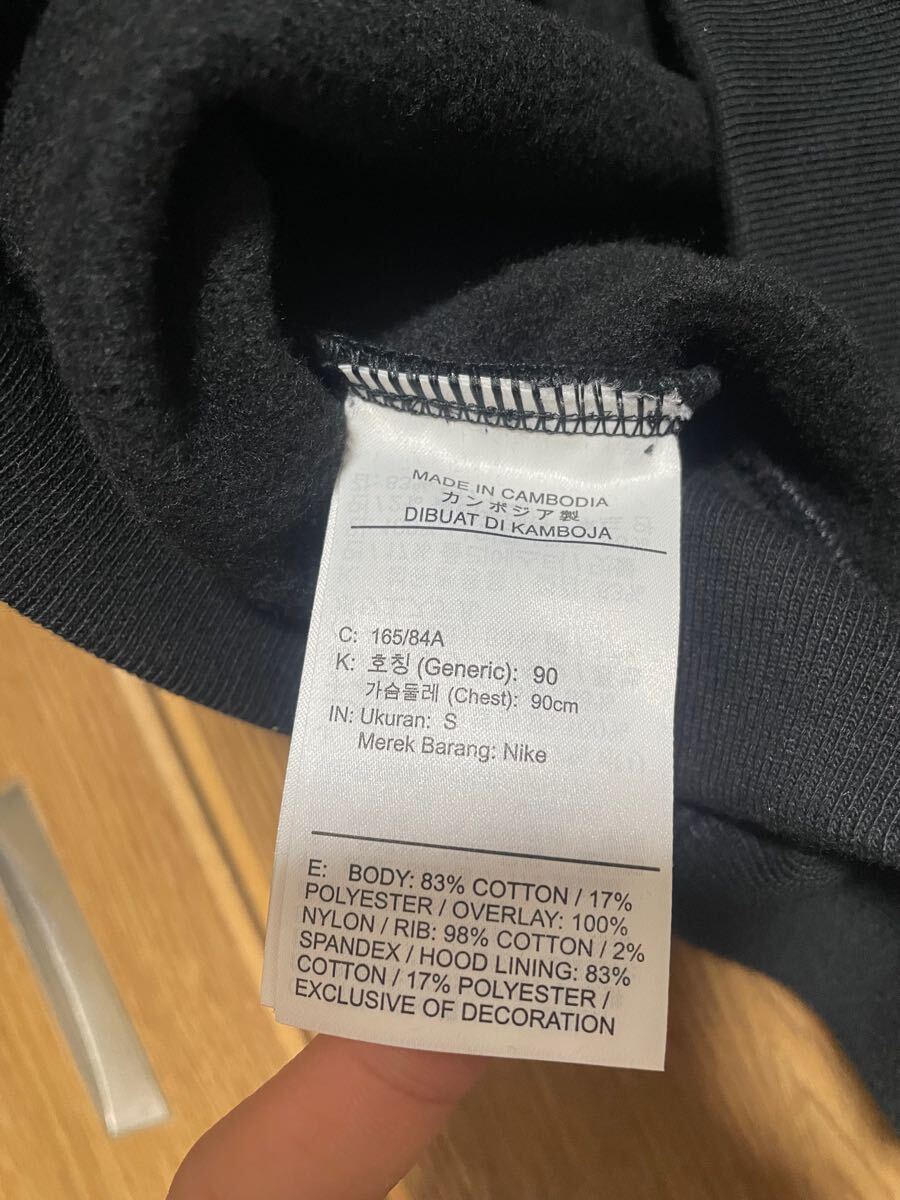 MADE IN CAMBODIA
カンボジア製
DIBUAT DI KAMBOJA
C: 165/84A
K: 호칭 (Generic): 90
가슴둘레 (Chest): 90cm
IN: Ukuran: S
Merek Barang: Nike
E: BODY: 83% COTTON / 17%
POLYESTER / OVERLAY: 100%
NYLON / RIB: 98% COTTON / 2%
SPANDEX / HOOD LINING: 83%
COTTON / 17% POLYESTER /
EXCLUSIVE OF DECORATION